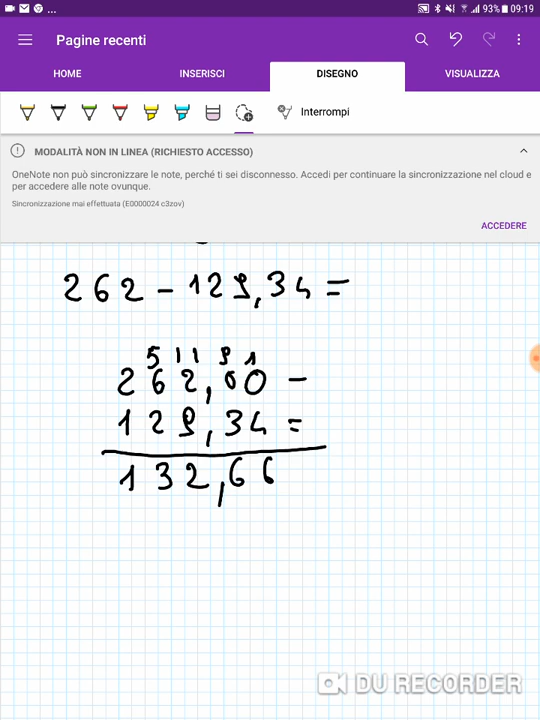 ... 93% 09:19
Pagine recenti
HOME INSERISCI DISEGNO VISUALIZZA
Interrompi
MODALITÀ NON IN LINEA (RICHIESTO ACCESSO)
OneNote non può sincronizzare le note, perché ti sei disconnesso. Accedi per continuare la sincronizzazione nel cloud e
per accedere alle note ovunque.
Sincronizzazione mai effettuata (E0000024 c3zov)
ACCEDERE
262 - 129,34 =
5 11 9 1
262,00 -
129,34 =
132,66
DU RECORDER